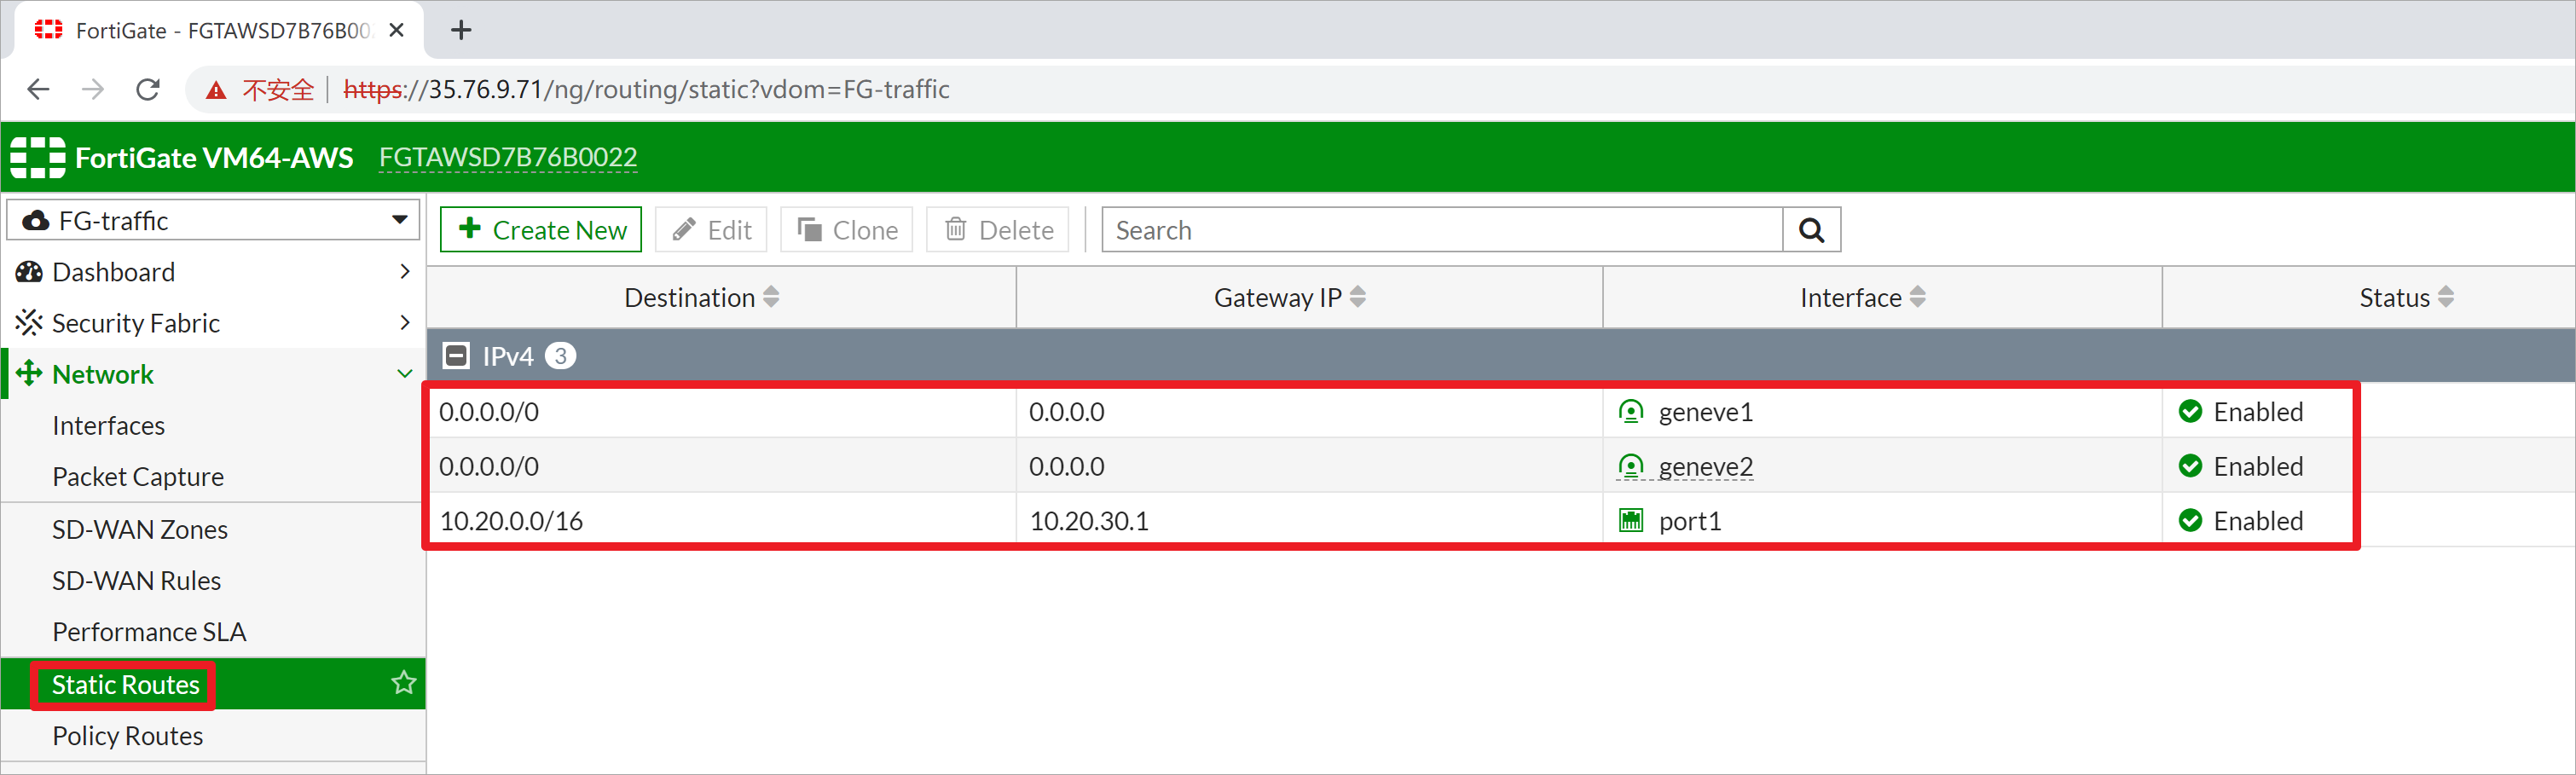 FortiGate - FGTAWSD7B76B002
不安全 https://35.76.9.71/ng/routing/static?vdom=FG-traffic
FortiGate VM64-AWS FGTAWSD7B76B0022
FG-traffic
Dashboard
Security Fabric
Network
Interfaces
Packet Capture
SD-WAN Zones
SD-WAN Rules
Performance SLA
Static Routes
Policy Routes
Create New Edit Clone Delete Search
Destination Gateway IP Interface Status
IPv4 3
0.0.0.0/0 0.0.0.0 geneve1 Enabled
0.0.0.0/0 0.0.0.0 geneve2 Enabled
10.20.0.0/16 10.20.30.1 port1 Enabled